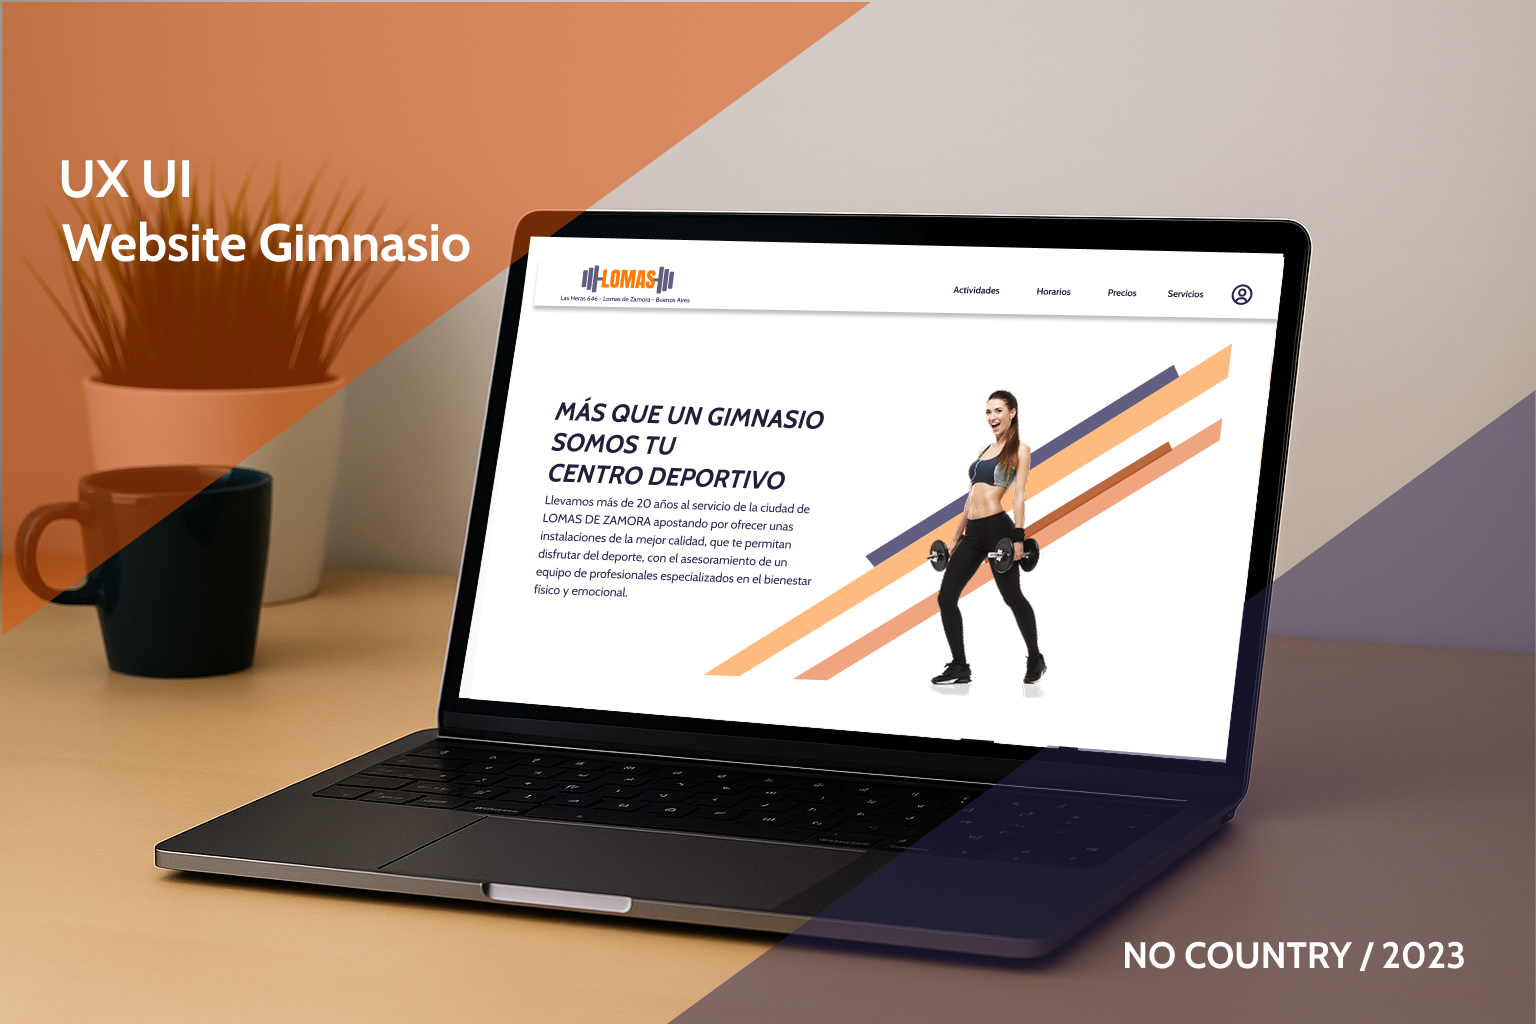 UX UI
Website Gimnasio
LOMAS
Las Heras 646 - Lomas de Zamora - Buenos Aires
Actividades
Horarios
Precios
Servicios
MÁS QUE UN GIMNASIO
SOMOS TU
CENTRO DEPORTIVO
Llevamos más de 20 años al servicio de la ciudad de
LOMAS DE ZAMORA apostando por ofrecer unas
instalaciones de la mejor calidad, que te permitan
disfrutar del deporte, con el asesoramiento de un
equipo de profesionales especializados en el bienestar
físico y emocional.
NO COUNTRY / 2023